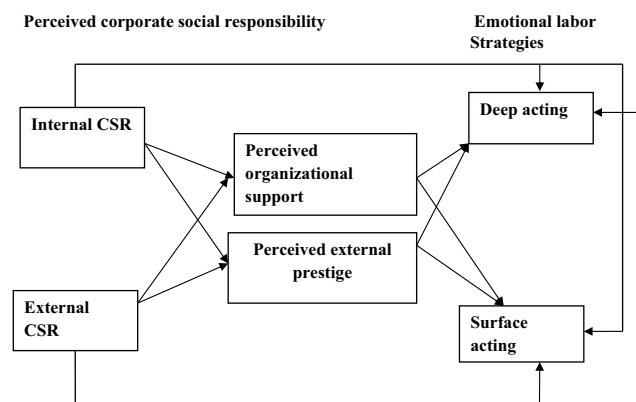 Perceived corporate social responsibility
Emotional labor
Strategies
Internal CSR
Deep acting
Perceived
organizational
support
Perceived external
prestige
External
CSR
Surface
acting